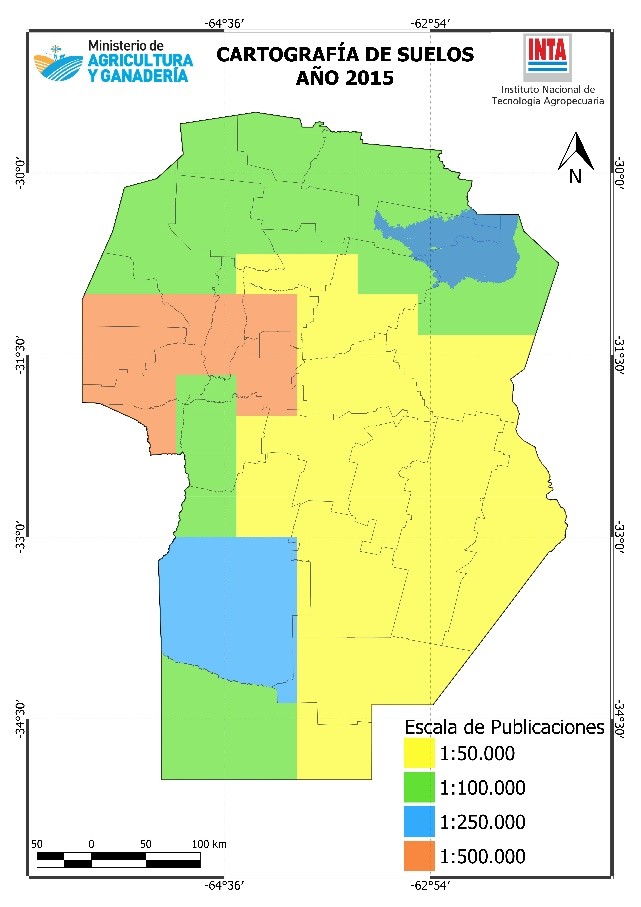 -64°36′ -62°54′
Ministerio de
AGRICULTURA
Y GANADERÍA
CARTOGRAFÍA DE SUELOS
AÑO 2015
INTA
Instituto Nacional de
Tecnología Agropecuaria
N
-30°0′ -30°0′
-31°30′ -31°30′
-33°0′ -33°0′
-34°30′ -34°30′
Escala de Publicaciones
1:50.000
1:100.000
1:250.000
1:500.000
50 0 50 100 km
-64°36′ -62°54′